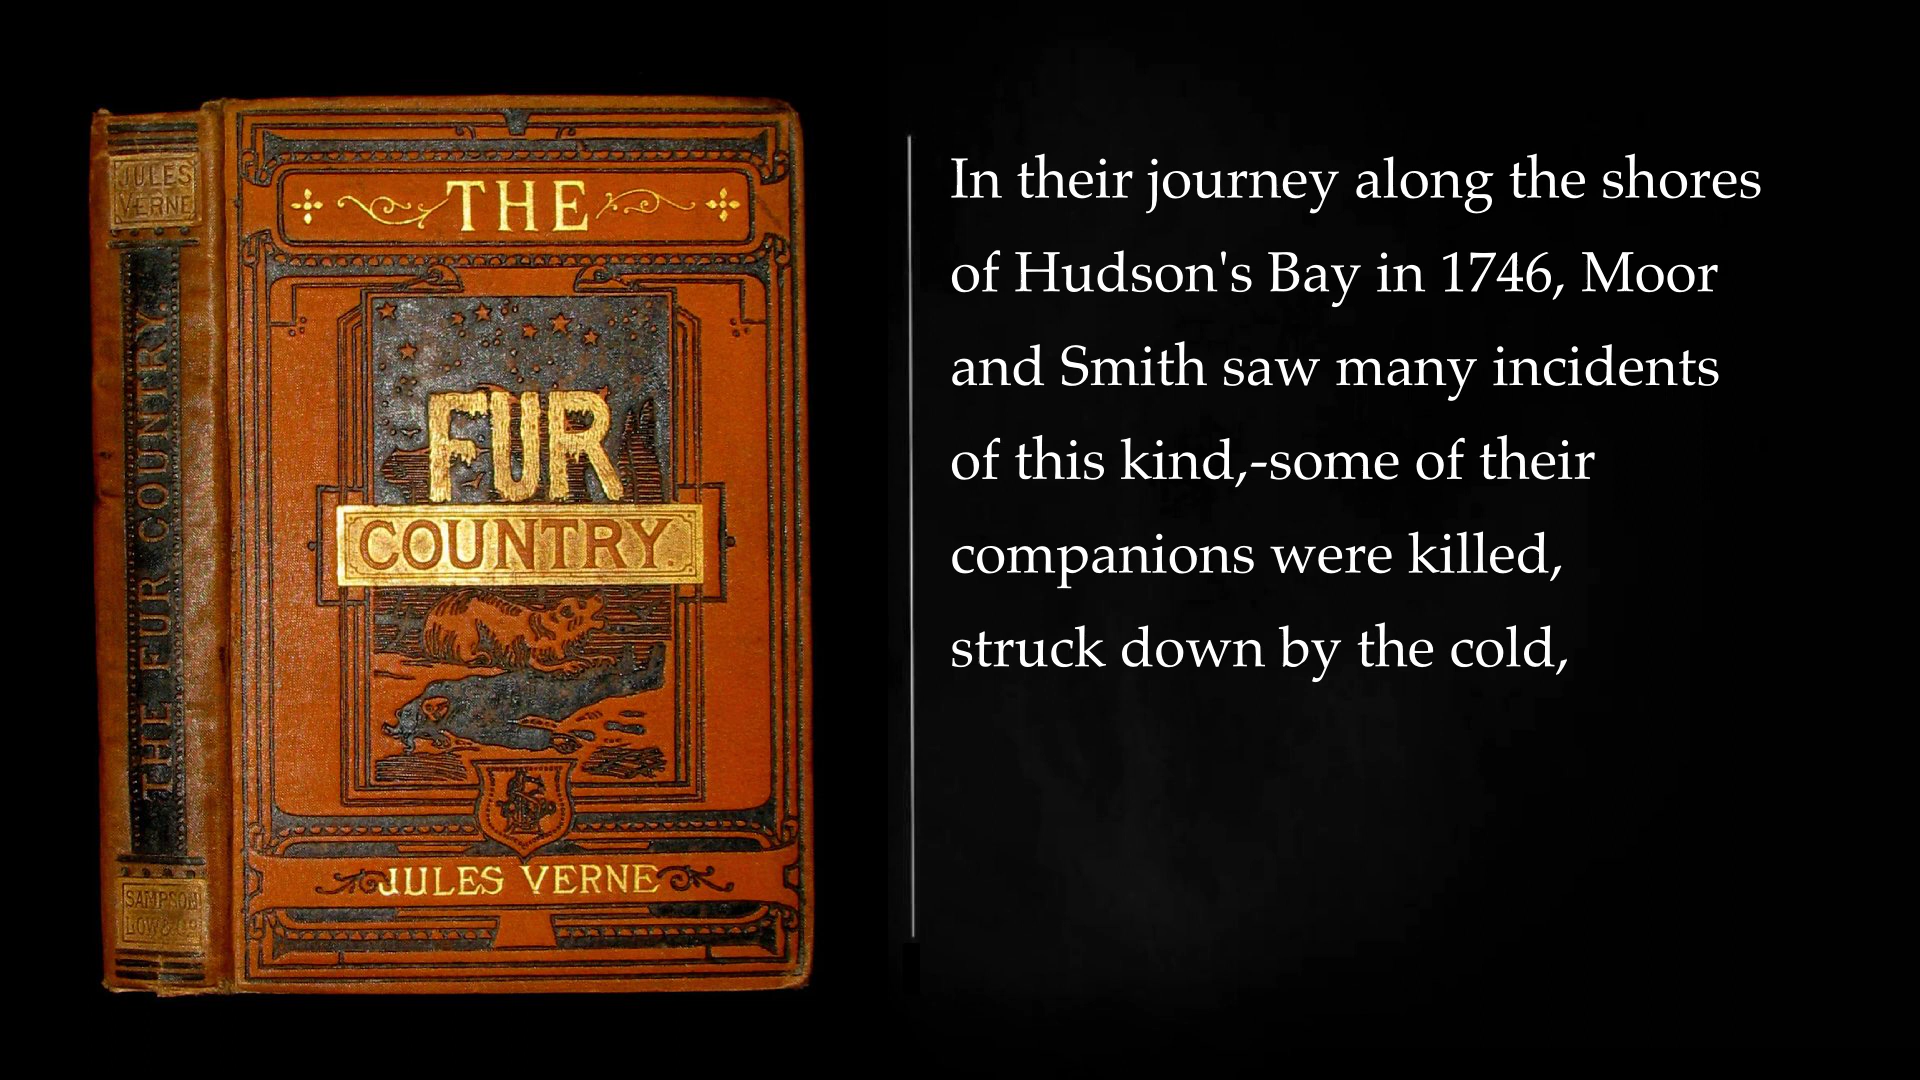 JULES
VERNE
THE FUR COUNTRY.
SAMPSON
LOW & CO
THE
FUR
COUNTRY.
JULES VERNE
In their journey along the shores
of Hudson's Bay in 1746, Moor
and Smith saw many incidents
of this kind,-some of their
companions were killed,
struck down by the cold,